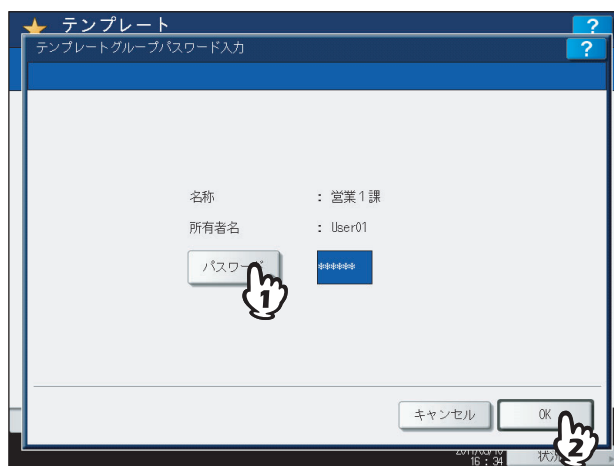 テンプレート
?
テンプレートグループパスワード入力
?
名称 : 営業1課
所有者名 : User01
パスワード ******
1
キャンセル OK
2
16:34